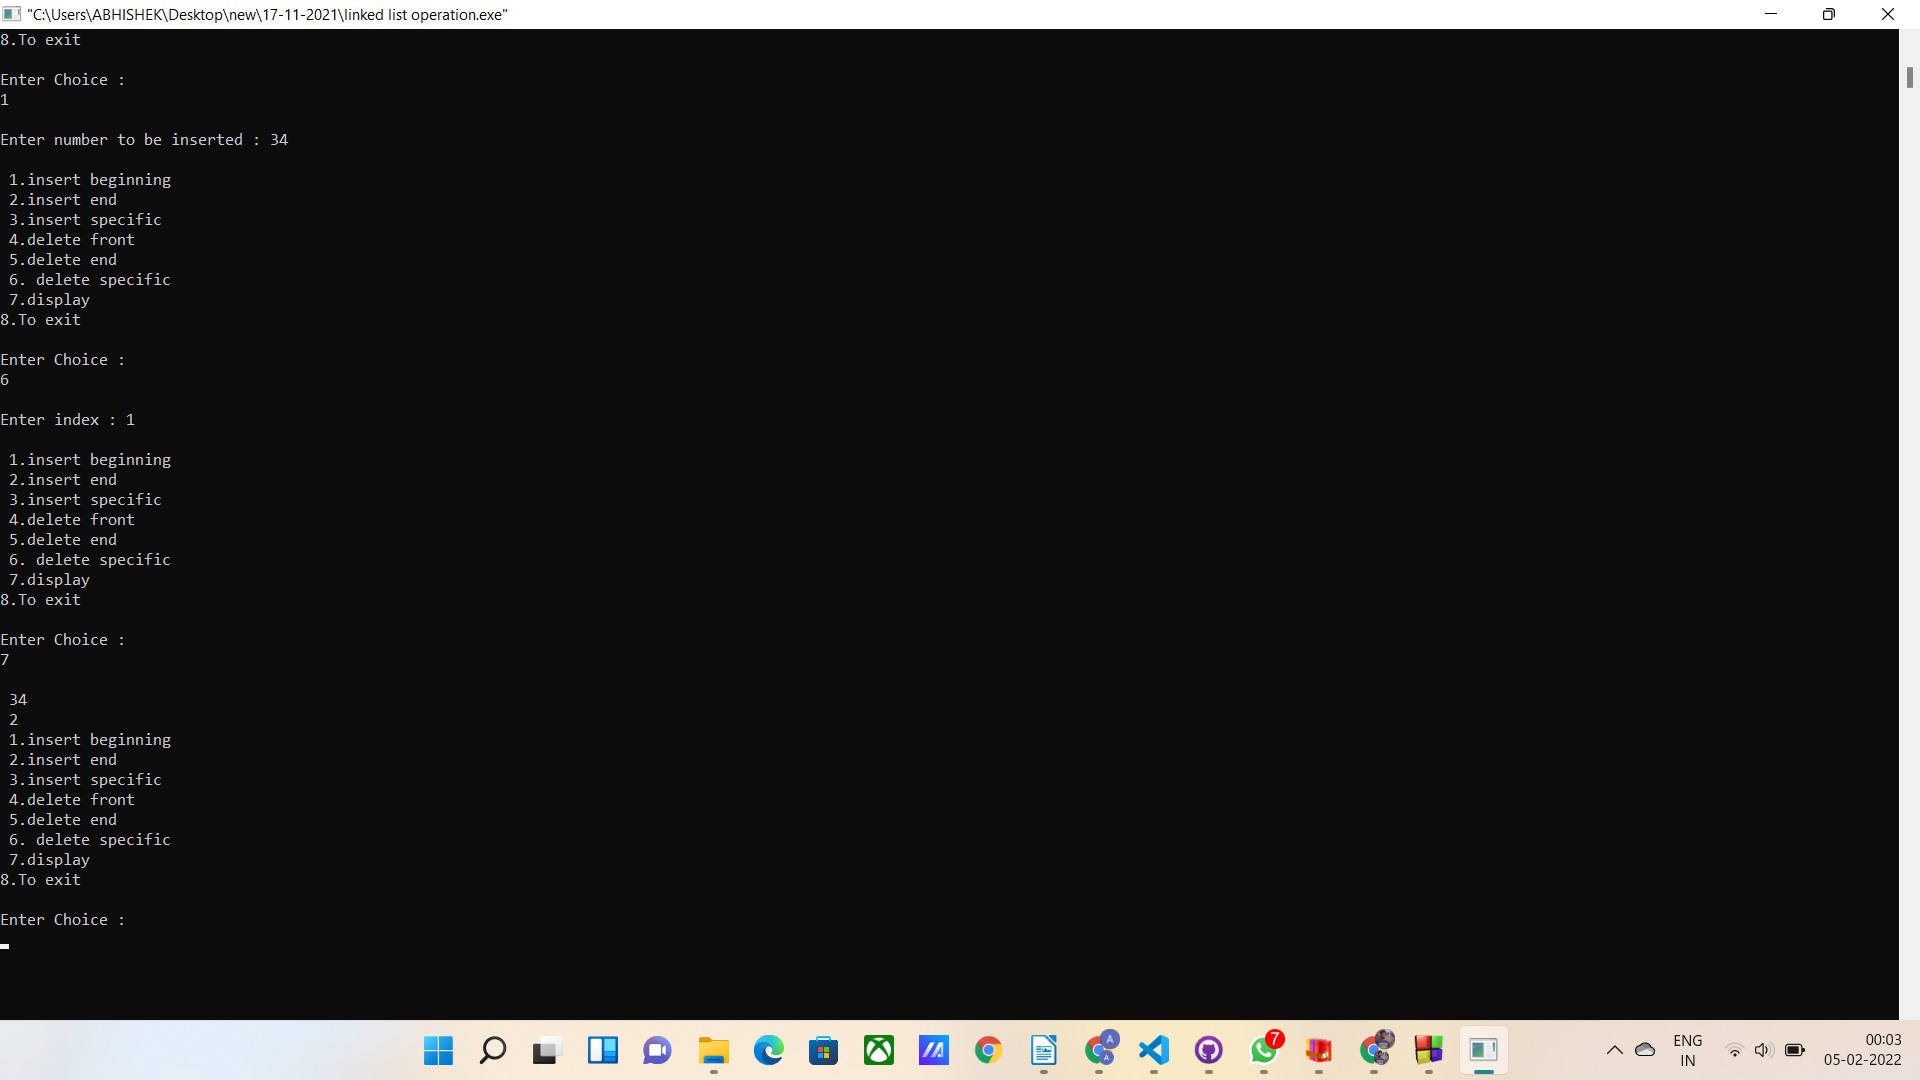 "C:\Users\ABHISHEK\Desktop\new\17-11-2021\linked list operation.exe"
8.To exit
Enter Choice :
1
Enter number to be inserted : 34
1.insert beginning
2.insert end
3.insert specific
4.delete front
5.delete end
6. delete specific
7.display
8.To exit
Enter Choice :
6
Enter index : 1
1.insert beginning
2.insert end
3.insert specific
4.delete front
5.delete end
6. delete specific
7.display
8.To exit
Enter Choice :
7
34
2
1.insert beginning
2.insert end
3.insert specific
4.delete front
5.delete end
6. delete specific
7.display
8.To exit
Enter Choice :
A
A
7
ENG
IN
00:03
05-02-2022